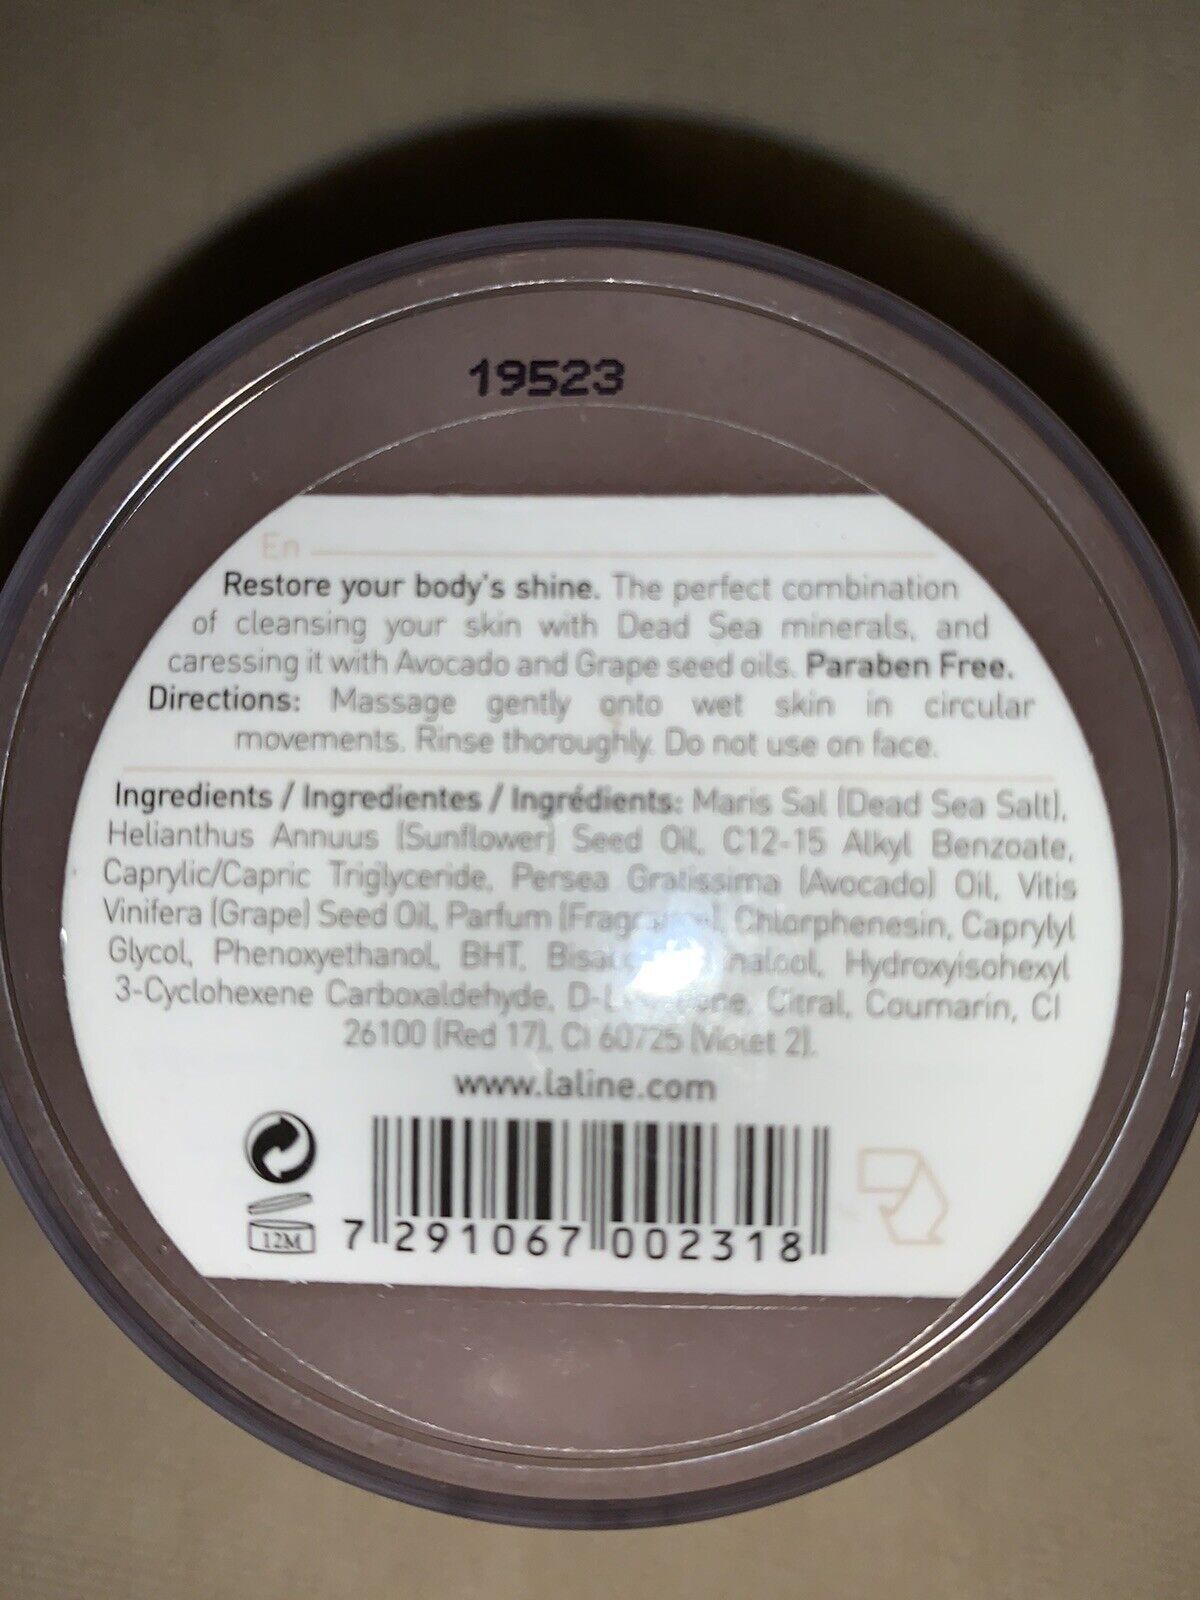 19523
En
Restore your body's shine. The perfect combination
of cleansing your skin with Dead Sea minerals, and
caressing it with Avocado and Grape seed oils. Paraben Free.
Directions: Massage gently onto wet skin in circular
movements. Rinse thoroughly. Do not use on face.
Ingredients / Ingredientes / Ingrédients: Maris Sal (Dead Sea Salt),
Helianthus Annuus (Sunflower) Seed Oil, C12-15 Alkyl Benzoate,
Caprylic/Capric Triglyceride, Persea Gratissima (Avocado) Oil, Vitis
Vinifera (Grape) Seed Oil, Parfum Chlorphenesin, Caprylyl
Glycol, Phenoxyethanol, BHT, Hydroxyisohexyl
3-Cyclohexene Carboxaldehyde, Citral, Coumarin, CI
26100 (Red 17), CI 60725 (Violet 2).
www.laline.com
12M
7 291067 002318